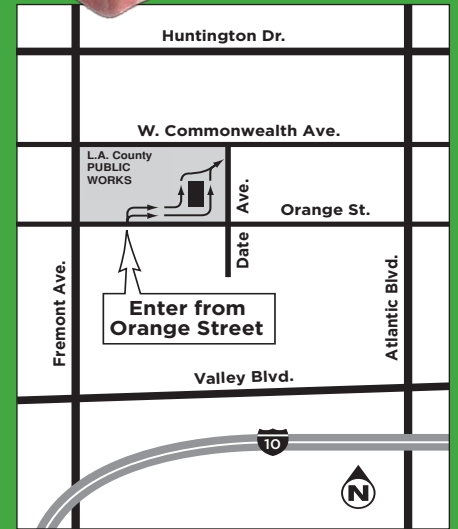 Huntington Dr.
W. Commonwealth Ave.
L.A. County
PUBLIC
WORKS
Date Ave.
Orange St.
Fremont Ave.
Enter from
Orange Street
Atlantic Blvd.
Valley Blvd.
10
N